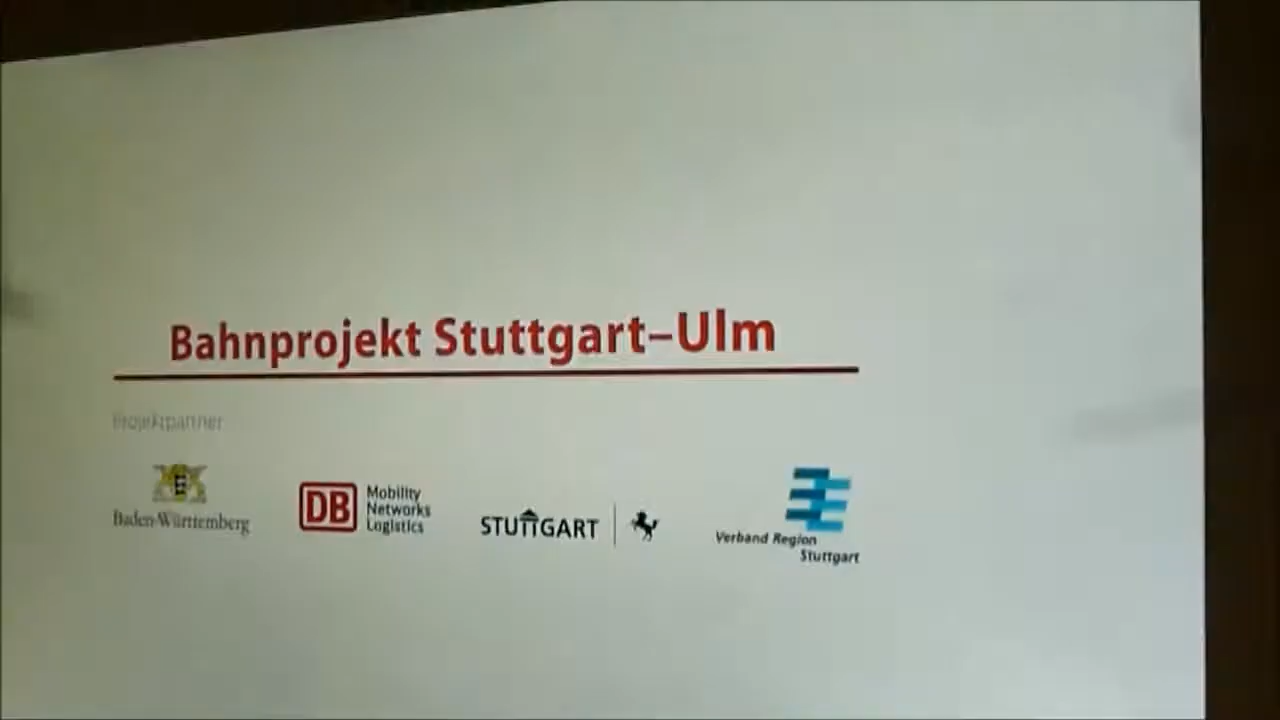 Bahnprojekt Stuttgart–Ulm
Projektpartner
Baden-Württemberg
DB
Mobility
Networks
Logistics
STUTTGART
Verband Region
Stuttgart